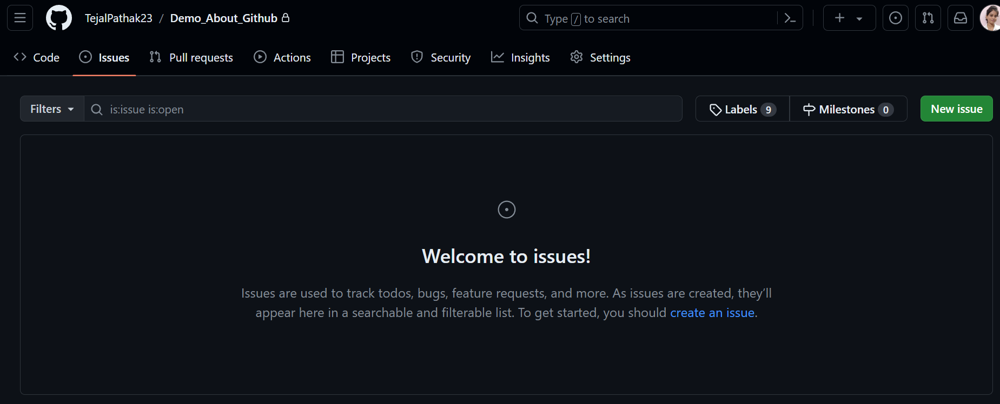 TejalPathak23 / Demo_About_Github
Type / to search
Code Issues Pull requests Actions Projects Security Insights Settings
Filters is:issue is:open Labels 9 Milestones 0 New issue
Welcome to issues!
Issues are used to track todos, bugs, feature requests, and more. As issues are created, they’ll
appear here in a searchable and filterable list. To get started, you should create an issue.